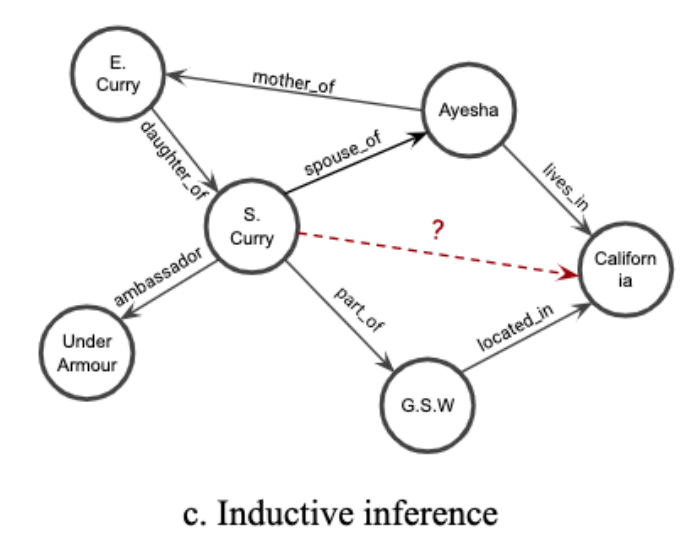 E.
Curry
mother_of
Ayesha
daughter_of
spouse_of
lives_in
S.
Curry
?
Californ
ia
ambassador
part_of
located_in
Under
Armour
G.S.W
c. Inductive inference